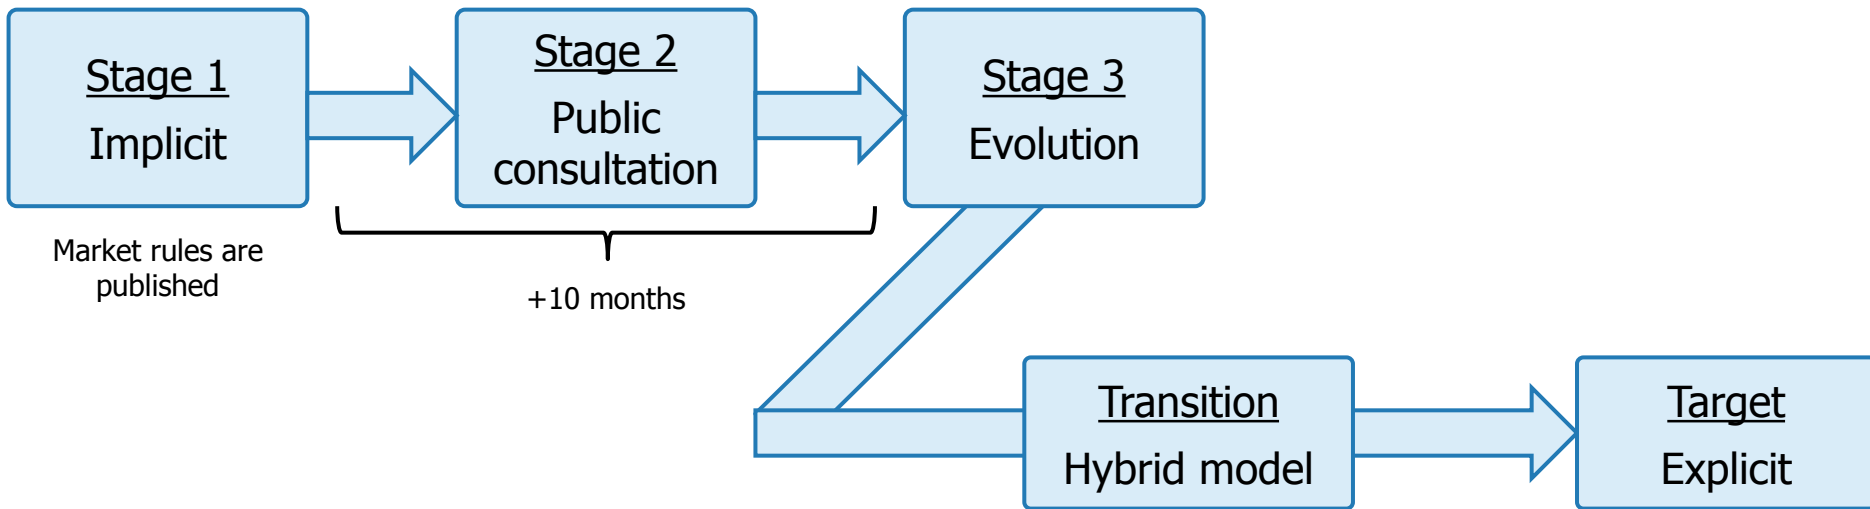 Stage 1
Implicit
Stage 2
Public
consultation
Stage 3
Evolution
Market rules are
published
+10 months
Transition
Hybrid model
Target
Explicit